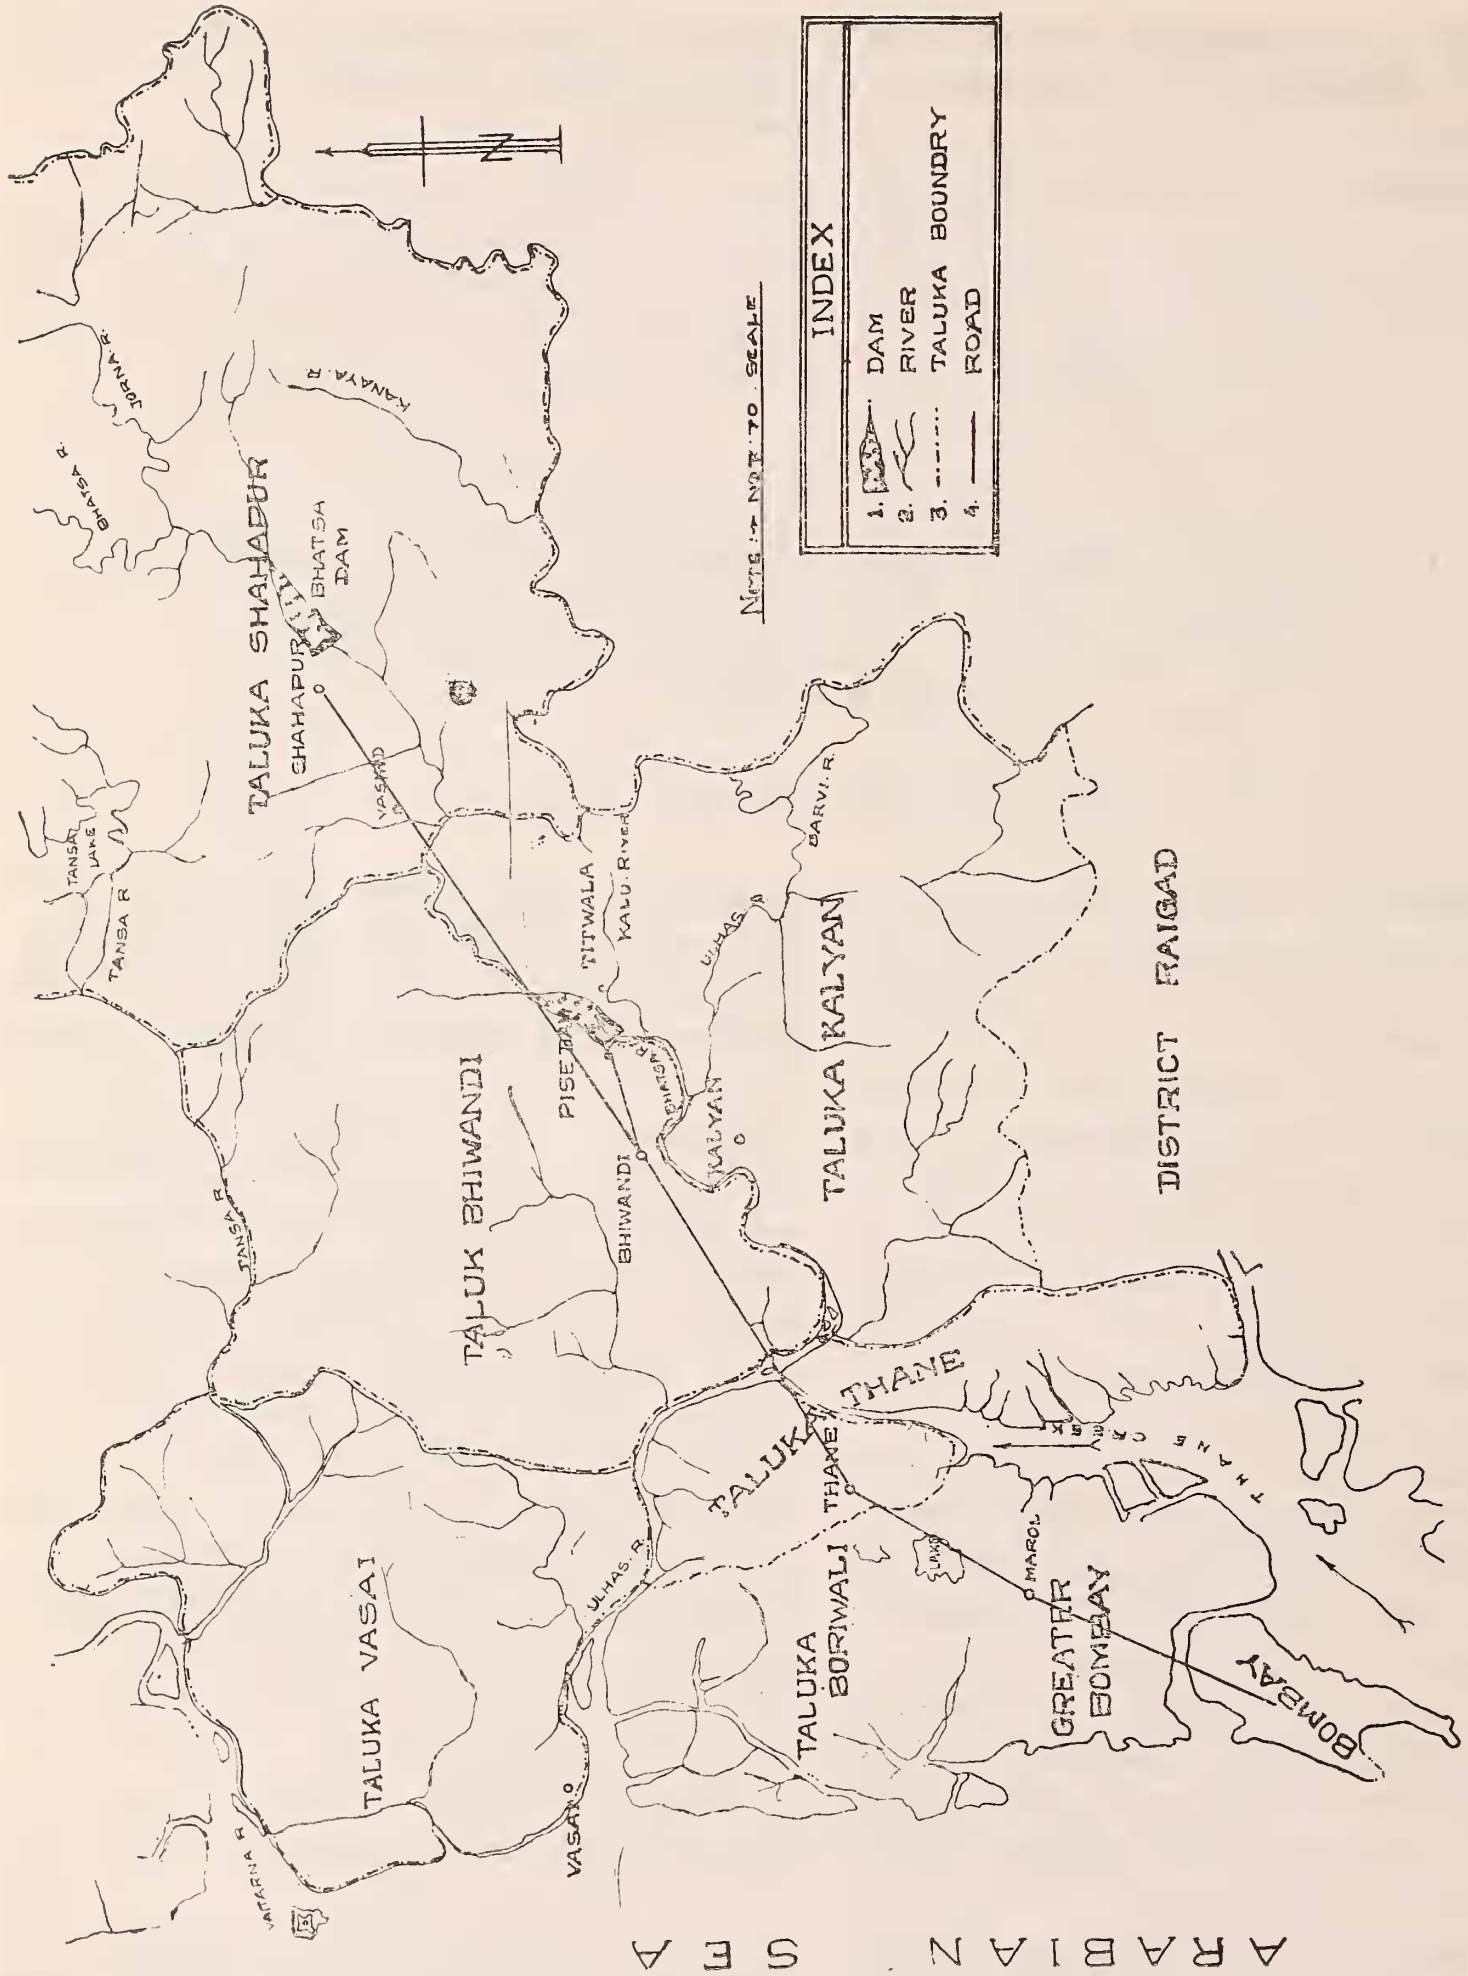 JORNA. R.
BHATSA R.
KANAYA. R
TALUKA SHAHAPUR
SHAHAPUR
BHATSA
DAM
VASIND
TANSA
LAKE
TANSA R
TANSA R
TALUK BHIWANDI
PISE DAM
TITWALA
KALU. RIVER
BHATSA R
BHIWANDI
KALYAN
ULHAS R
BARVI. R.
TALUKA KALYAN
DISTRICT RAIGAD
TALUKA VASAI
VAITARNA R
VASAI
ULHAS. R.
TALUKA THANE
THANE
THANE CREEK
TALUKA
BORIWALI
LAKE
MAROL
GREATER
BOMBAY
BOMBAY
ARABIAN SEA
N
NOTE :→ NOT TO. SCALE
INDEX
1. DAM
2. RIVER
3. TALUKA BOUNDRY
4. ROAD